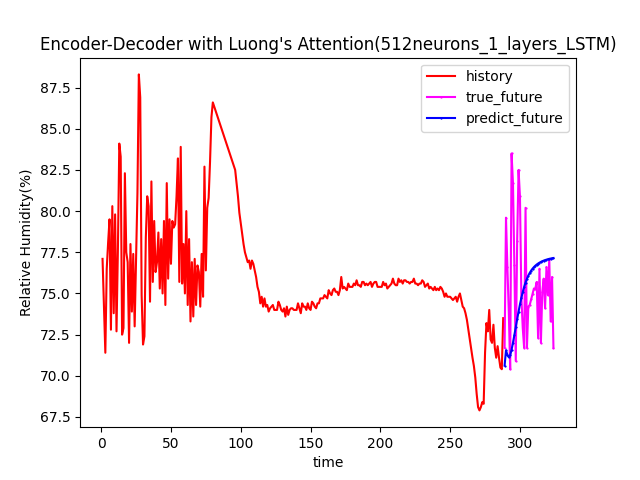 Encoder-Decoder with Luong's Attention(512neurons_1_layers_LSTM)
history
true_future
predict_future
Relative Humidity(%)
87.5
85.0
82.5
80.0
77.5
75.0
72.5
70.0
67.5
0 50 100 150 200 250 300
time